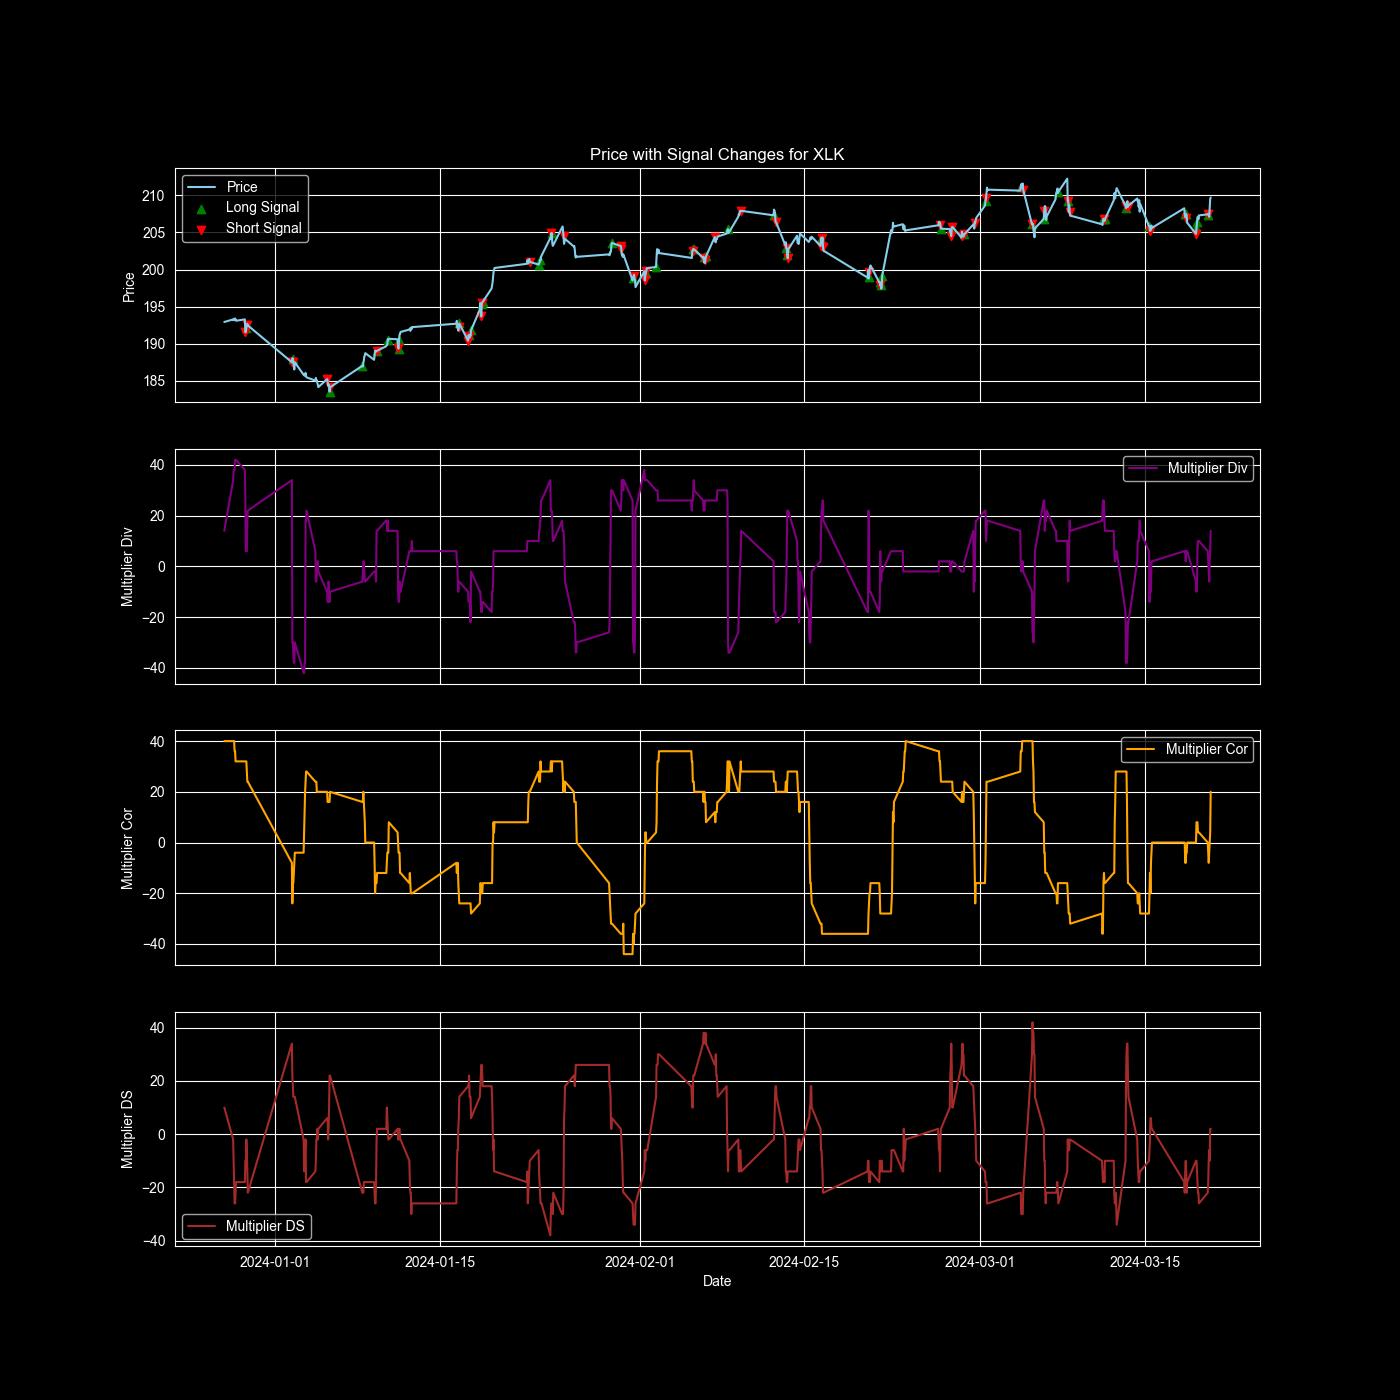 Price with Signal Changes for XLK
Price
Long Signal
Short Signal
210
205
200
195
190
185
Price
Multiplier Div
40
20
0
−20
−40
Multiplier Div
Multiplier Cor
40
20
0
−20
−40
Multiplier Cor
40
20
0
−20
−40
Multiplier DS
Multiplier DS
2024-01-01
2024-01-15
2024-02-01
2024-02-15
2024-03-01
2024-03-15
Date